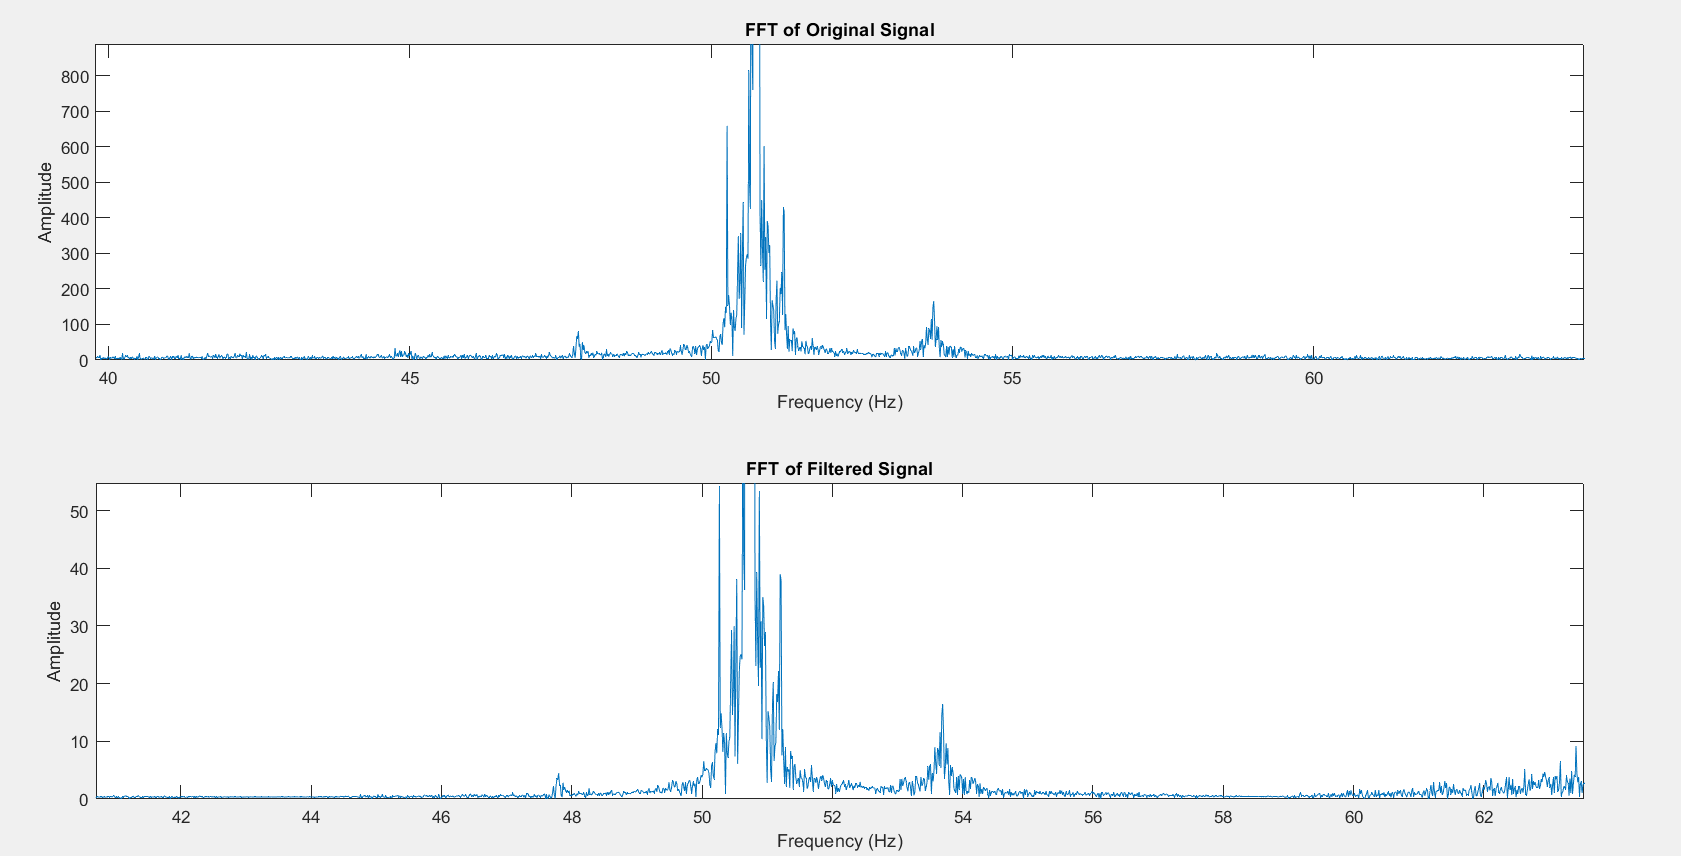 FFT of Original Signal
800
700
600
500
400
300
200
100
0
Amplitude
40 45 50 55 60
Frequency (Hz)
FFT of Filtered Signal
50
40
30
20
10
0
Amplitude
42 44 46 48 50 52 54 56 58 60 62
Frequency (Hz)